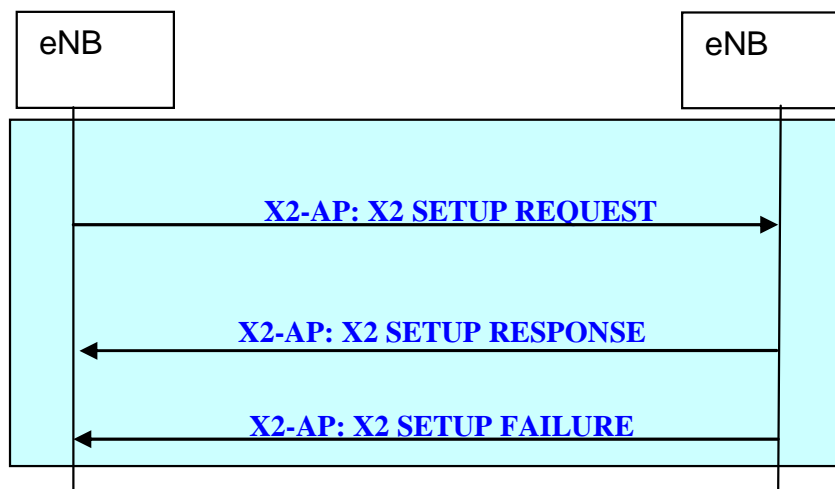 eNB
eNB
X2-AP: X2 SETUP REQUEST
X2-AP: X2 SETUP RESPONSE
X2-AP: X2 SETUP FAILURE